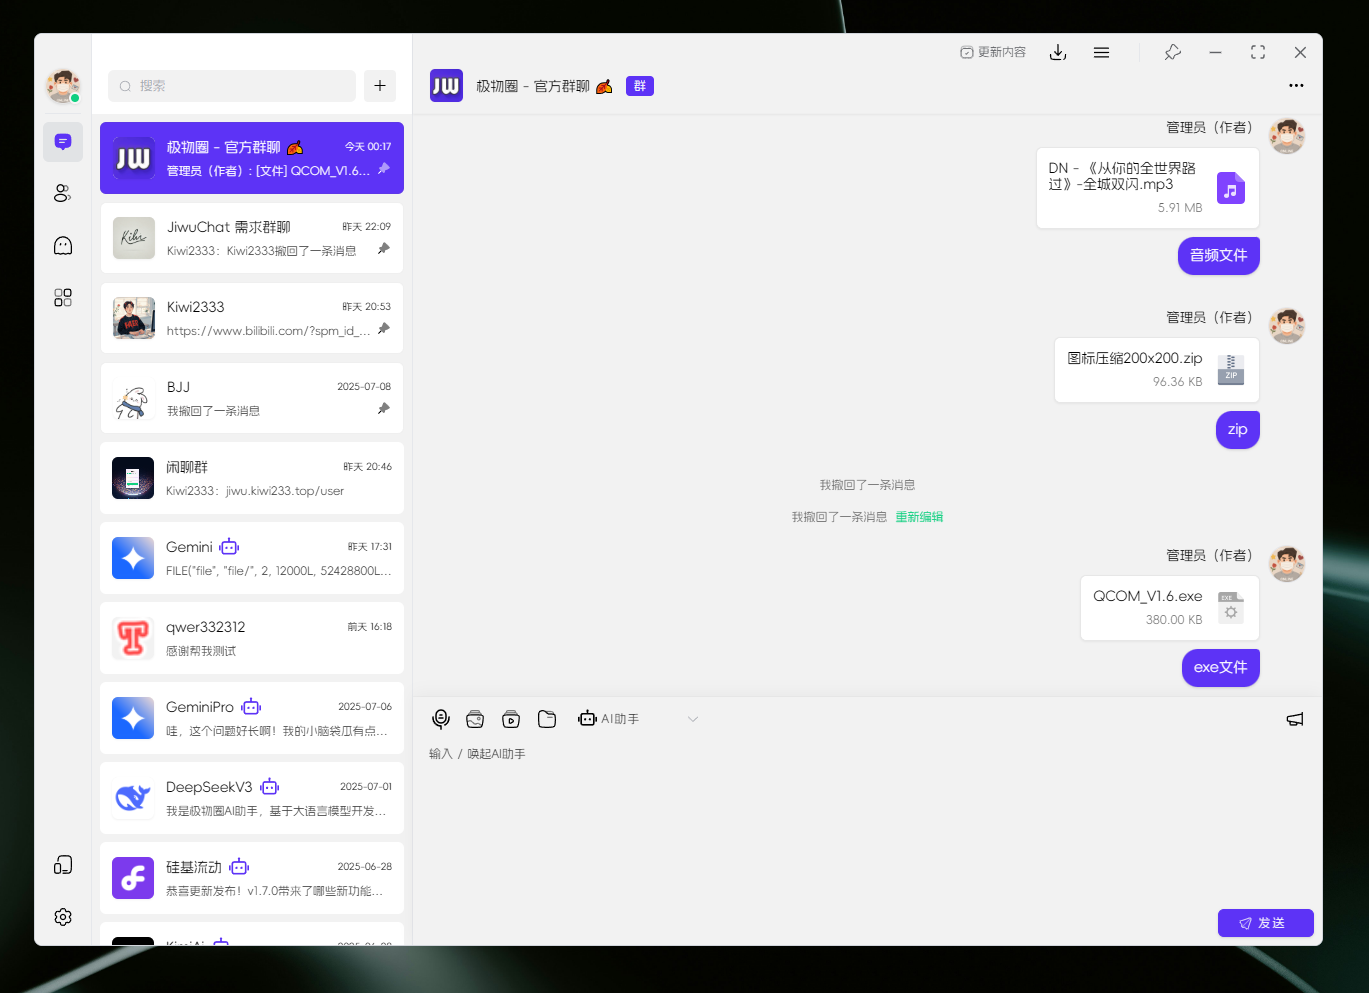 更新内容
搜索
JW
极物圈 - 官方群聊
群
JW
极物圈 - 官方群聊
今天 00:17
管理员（作者）: [文件] QCOM_V1.6...
JiwuChat 需求群聊
昨天 22:09
Kiwi2333：Kiwi2333撤回了一条消息
Kiwi2333
昨天 20:53
https://www.bilibili.com/?spm_id_...
BJJ
2025-07-08
我撤回了一条消息
闲聊群
昨天 20:46
Kiwi2333：jiwu.kiwi233.top/user
Gemini
昨天 17:31
FILE("file", "file/", 2, 12000L, 52428800L...
qwer332312
前天 16:18
感谢帮我测试
GeminiPro
2025-07-06
哇，这个问题好长啊！我的小脑袋瓜有点...
DeepSeekV3
2025-07-01
我是极物圈AI助手，基于大语言模型开发...
硅基流动
2025-06-28
恭喜更新发布！v1.7.0带来了哪些新功能...
管理员（作者）
DN - 《从你的全世界路
过》-全城双闪.mp3
5.91 MB
音频文件
管理员（作者）
图标压缩200x200.zip
96.36 KB
ZIP
zip
我撤回了一条消息
我撤回了一条消息 重新编辑
管理员（作者）
QCOM_V1.6.exe
380.00 KB
EXE
exe文件
AI助手
输入 / 唤起AI助手
发送